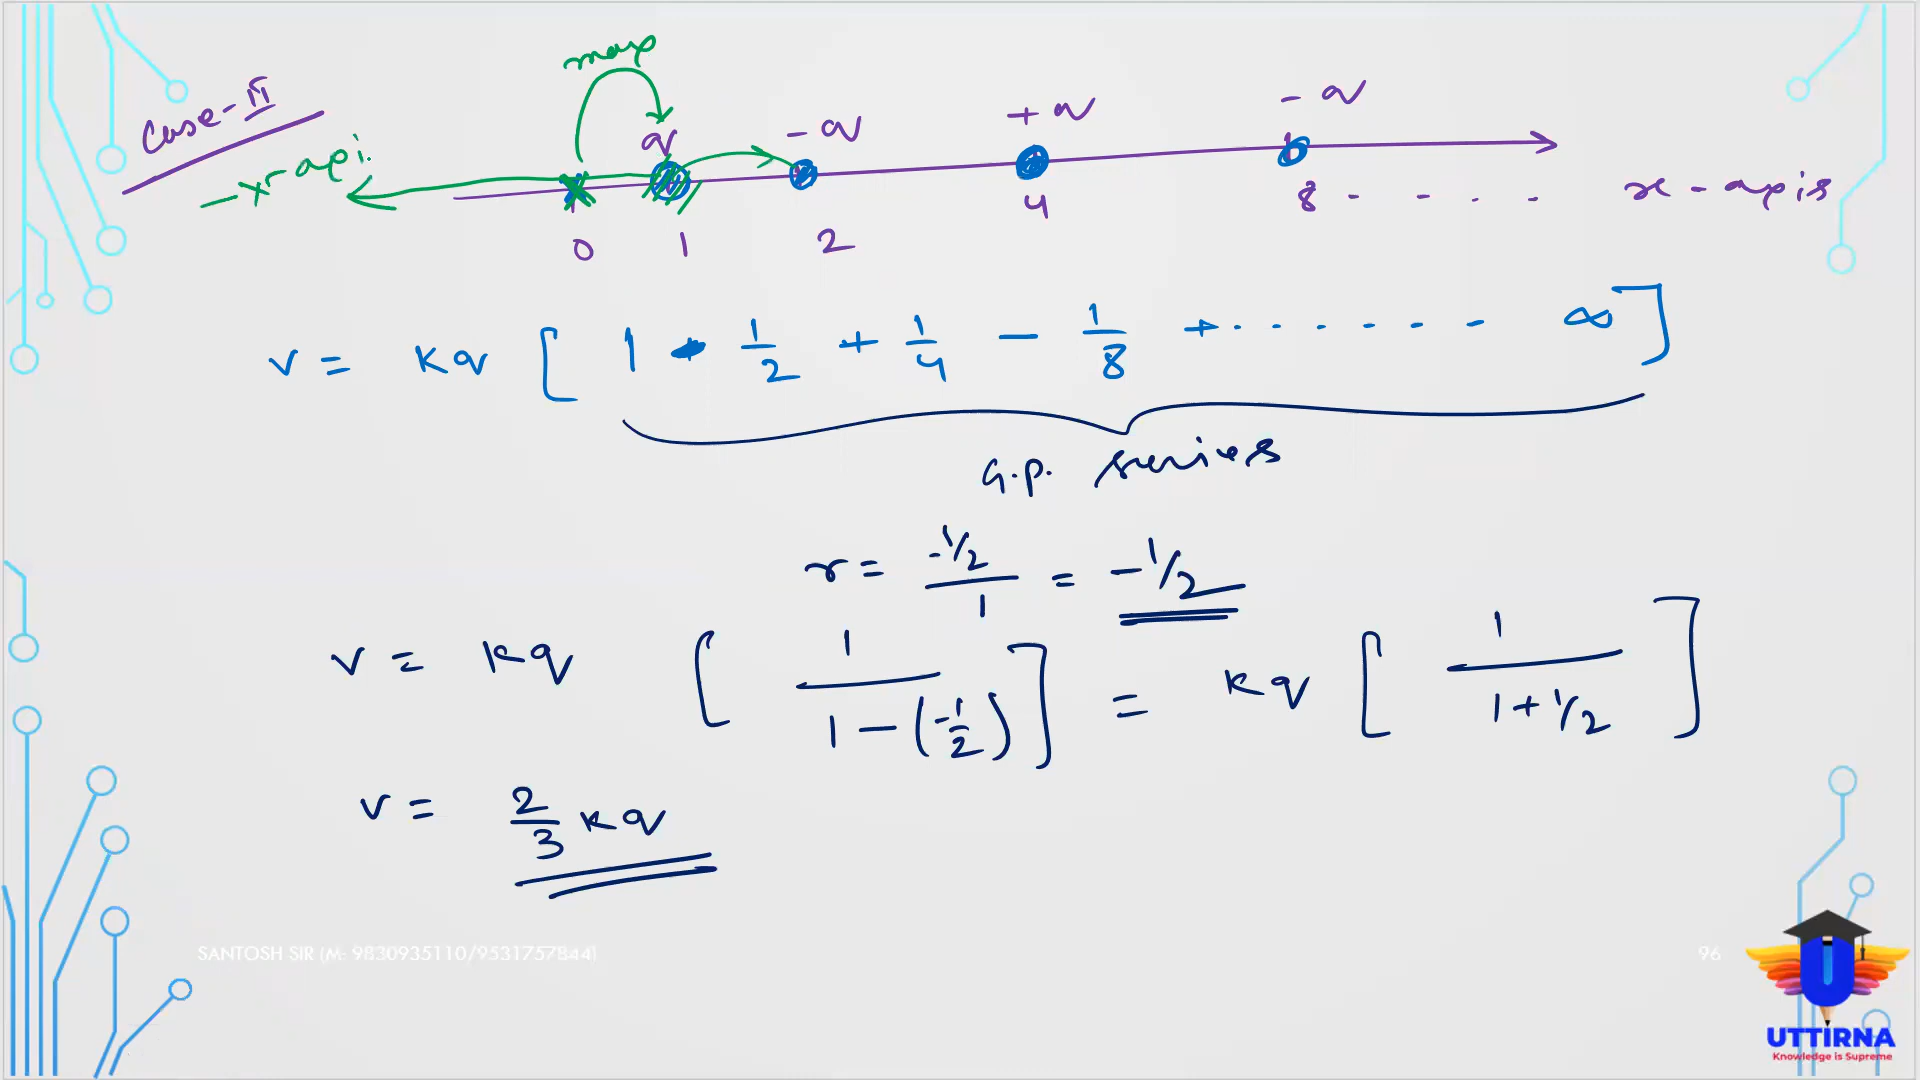 Case-II
max
q
-q
+q
-q
0
1
2
4
8 - - - -
x-axis
V = Kq [ 1 - 1/2 + 1/4 - 1/8 + ....... ∞ ]
G.P. series
r = -1/2 / 1 = -1/2
V = Kq [ 1 / 1-(-1/2) ] = Kq [ 1 / 1+1/2 ]
V = 2/3 Kq
SANTOSH SIR (M: 9830935110/9531757844)
96
U
UTTIRNA
Knowledge is Supreme